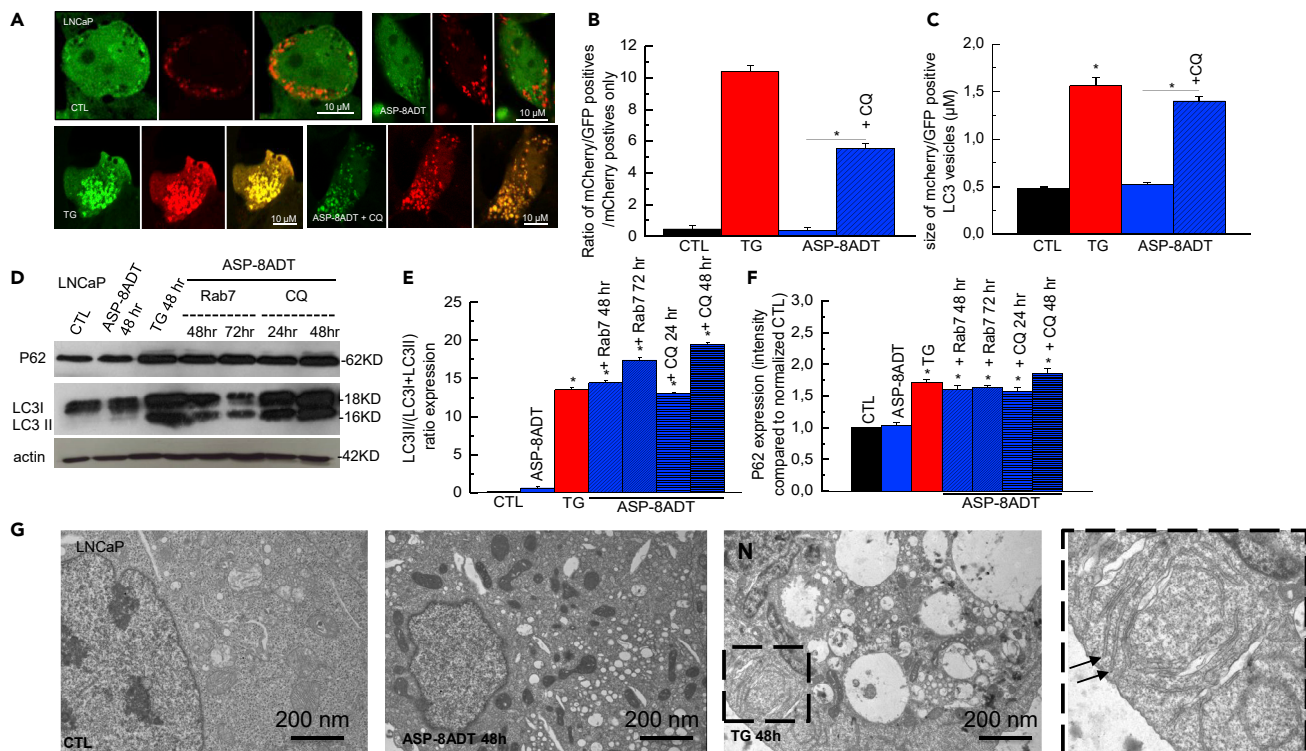 A
LNCaP
CTL
10 µM
ASP-8ADT
10 µM
TG
10 µM
ASP-8ADT + CQ
10 µM
B
Ratio of mCherry/GFP positives
/mCherry postives only
12
10
8
6
4
2
0
*
+ CQ
CTL
TG
ASP-8ADT
C
size of mcherry/GFP positive
LC3 vesicles (µM)
2,0
1,5
1,0
0,5
0,0
*
*
+CQ
CTL
TG
ASP-8ADT
D
LNCaP
ASP-8ADT
CTL
ASP-8ADT
48 hr
TG 48 hr
Rab7
CQ
48hr
72hr
24hr
48hr
P62
-62KD
LC3I
-18KD
LC3 II
-16KD
actin
-42KD
E
LC3II/(LC3I+LC3II)
ratio expression
25
20
15
10
5
0
ASP-8ADT
*
*+ Rab7 48 hr
*+ Rab7 72 hr
*+ CQ 24 hr
*+ CQ 48 hr
CTL
TG
ASP-8ADT
F
P62 expression (intensity
compared to normalized CTL)
3,0
2,5
2,0
1,5
1,0
0,5
0,0
CTL
ASP-8ADT
* TG
* + Rab7 48 hr
* + Rab7 72 hr
* + CQ 24 hr
* + CQ 48 hr
ASP-8ADT
G
LNCaP
CTL
200 nm
ASP-8ADT 48h
200 nm
N
TG 48h
200 nm